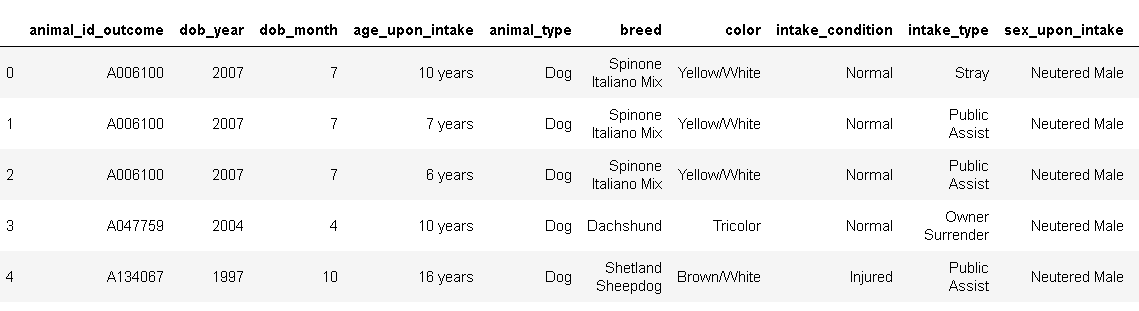 animal_id_outcome dob_year dob_month age_upon_intake animal_type breed color intake_condition intake_type sex_upon_intake
0 A006100 2007 7 10 years Dog Spinone Italiano Mix Yellow/White Normal Stray Neutered Male
1 A006100 2007 7 7 years Dog Spinone Italiano Mix Yellow/White Normal Public Assist Neutered Male
2 A006100 2007 7 6 years Dog Spinone Italiano Mix Yellow/White Normal Public Assist Neutered Male
3 A047759 2004 4 10 years Dog Dachshund Tricolor Normal Owner Surrender Neutered Male
4 A134067 1997 10 16 years Dog Shetland Sheepdog Brown/White Injured Public Assist Neutered Male